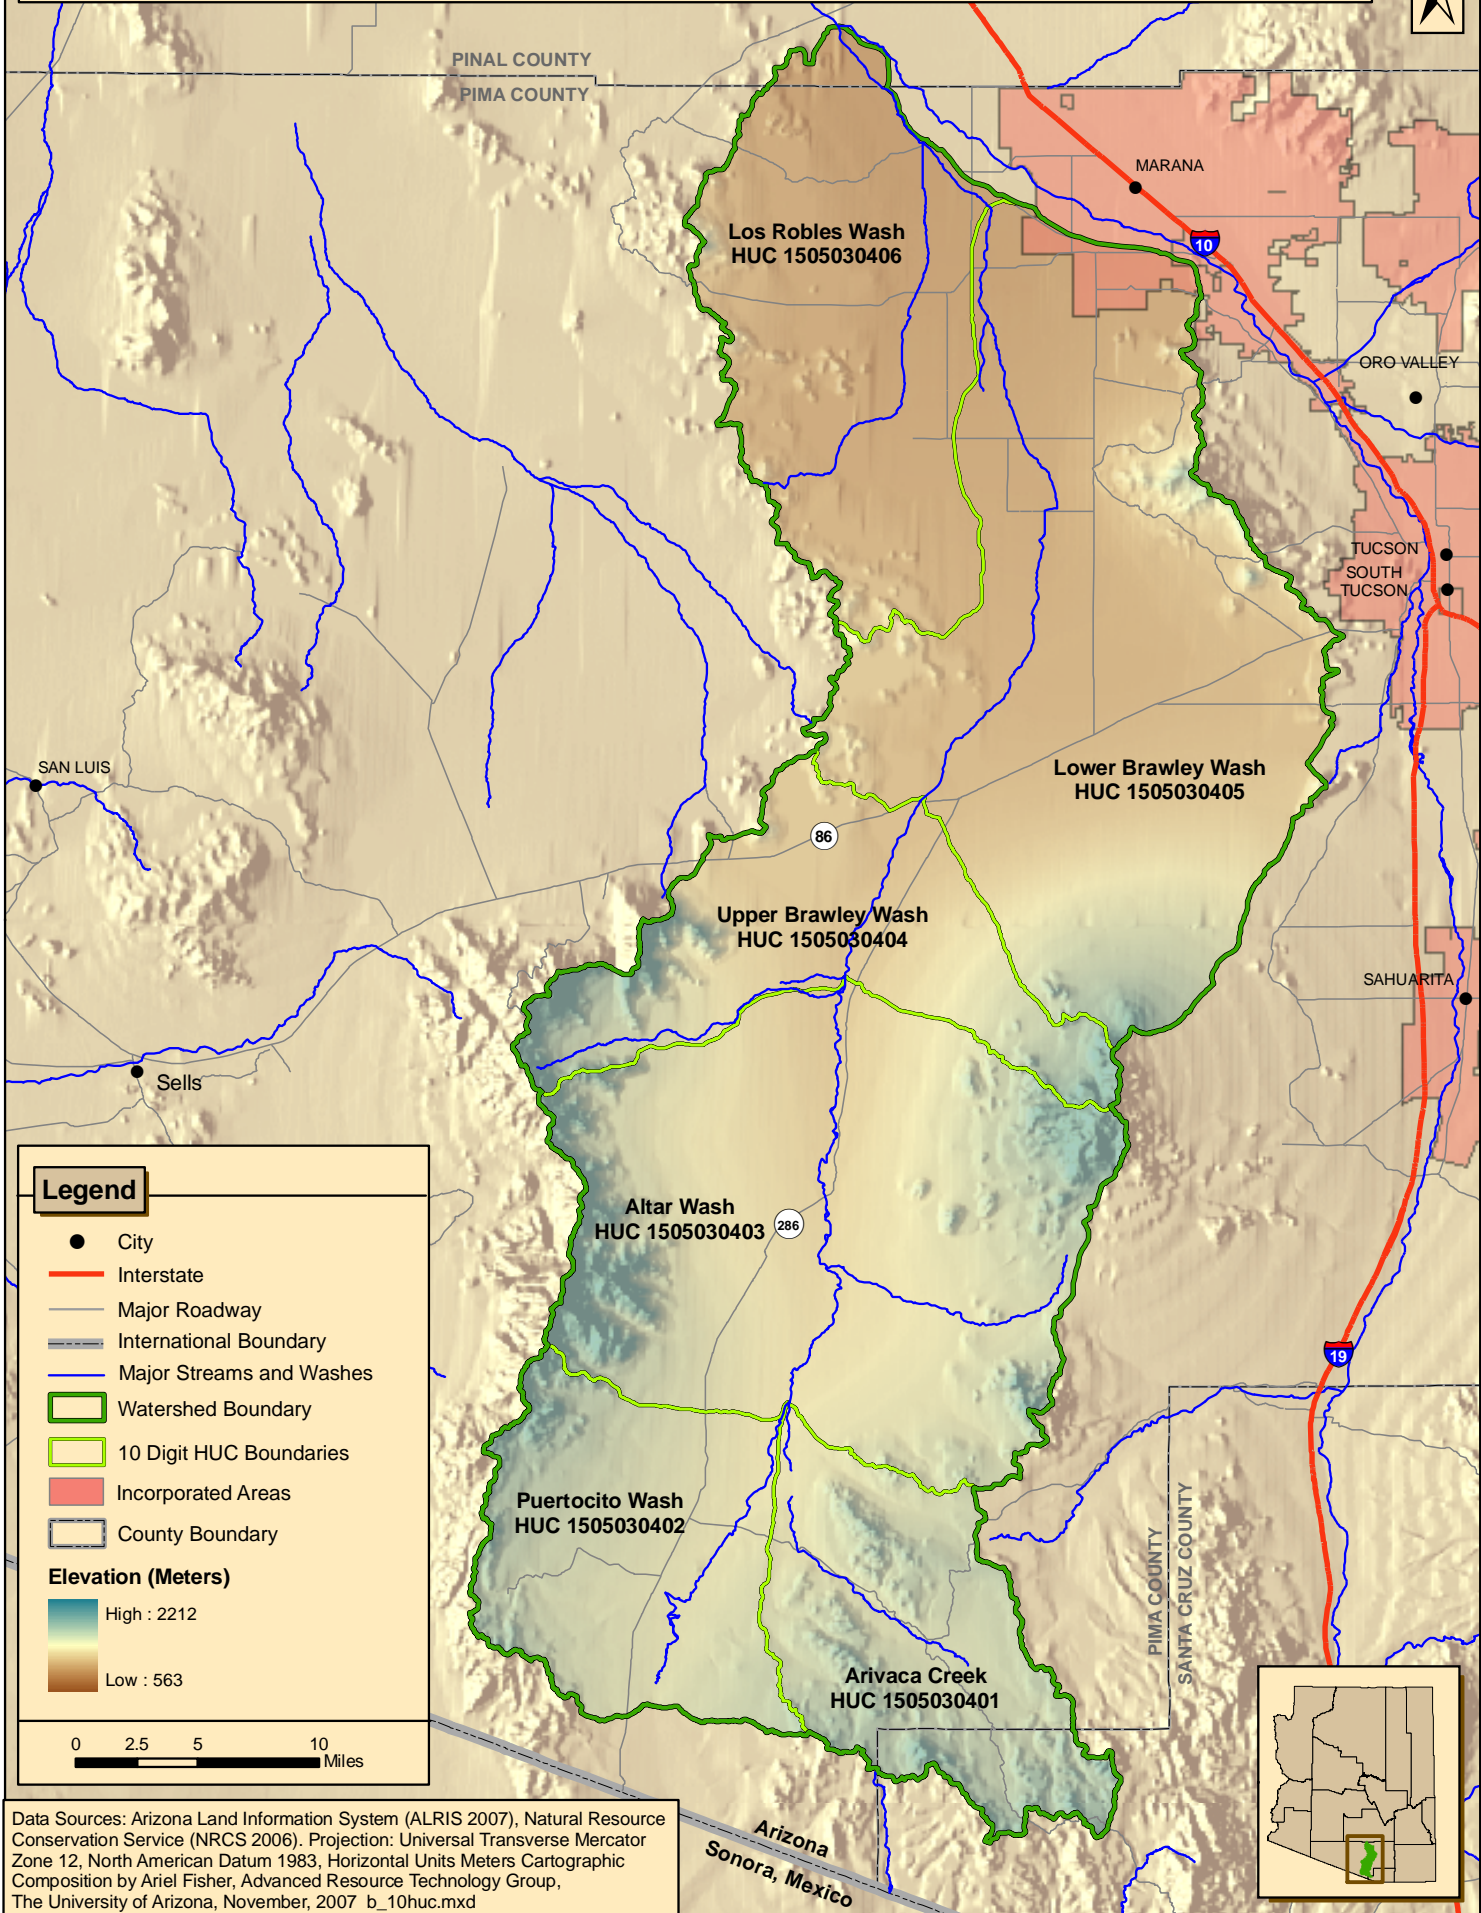 PINAL COUNTY
PIMA COUNTY
MARANA
10
Los Robles Wash
HUC 1505030406
ORO VALLEY
TUCSON
SOUTH
TUCSON
SAN LUIS
Lower Brawley Wash
HUC 1505030405
86
Upper Brawley Wash
HUC 1505030404
SAHUARITA
Sells
Altar Wash
HUC 1505030403
286
19
Puertocito Wash
HUC 1505030402
PIMA COUNTY
SANTA CRUZ COUNTY
Arivaca Creek
HUC 1505030401
Arizona
Sonora, Mexico
Legend
City
Interstate
Major Roadway
International Boundary
Major Streams and Washes
Watershed Boundary
10 Digit HUC Boundaries
Incorporated Areas
County Boundary
Elevation (Meters)
High : 2212
Low : 563
0 2.5 5 10
Miles
Data Sources: Arizona Land Information System (ALRIS 2007), Natural Resource
Conservation Service (NRCS 2006). Projection: Universal Transverse Mercator
Zone 12, North American Datum 1983, Horizontal Units Meters Cartographic
Composition by Ariel Fisher, Advanced Resource Technology Group,
The University of Arizona, November, 2007 b_10huc.mxd